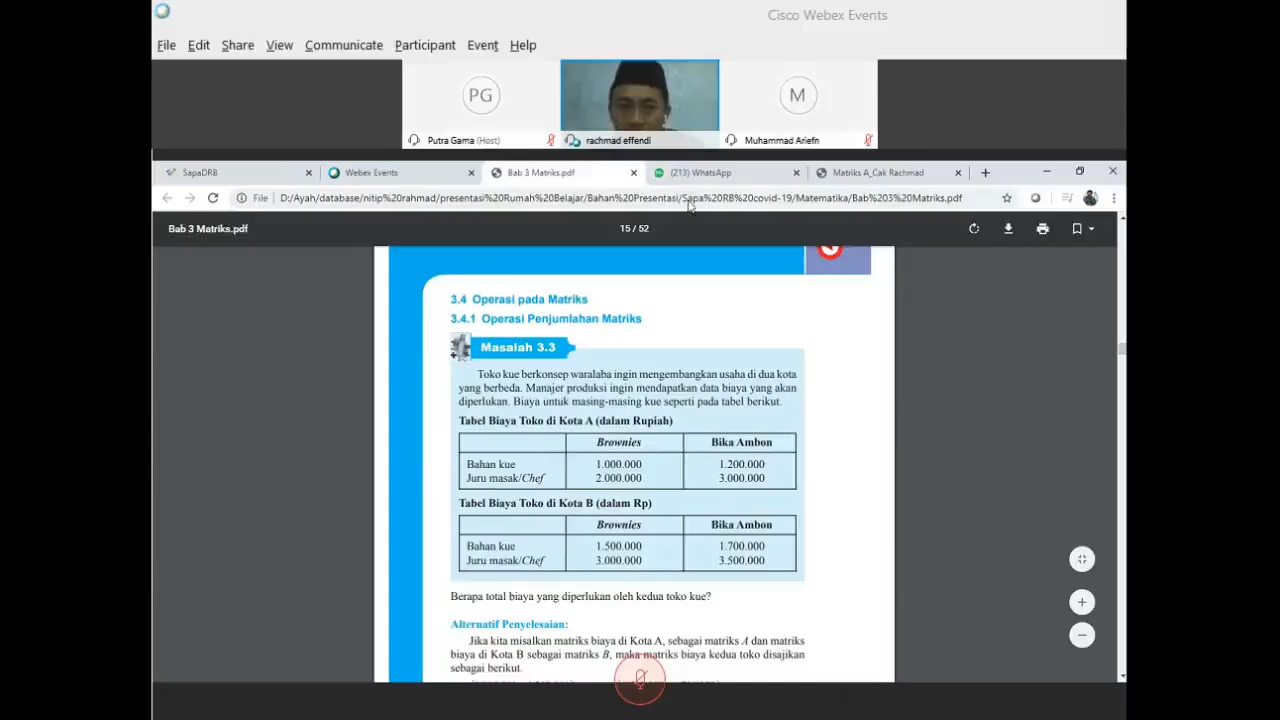 Cisco Webex Events
File Edit Share View Communicate Participant Event Help
PG M
Putra Gama (Host) rachmad effendi Muhammad Ariefn
SapaDRB Webex Events Bab 3 Matriks.pdf (213) WhatsApp Matriks A_Cak Rachmad
File D:/Ayah/database/nitip%20rahmad/presentasi%20Rumah%20Belajar/Bahan%20Presentasi/Sapa%20RB%20covid-19/Matematika/Bab%203%20Matriks.pdf
Bab 3 Matriks.pdf 15 / 52
3.4 Operasi pada Matriks
3.4.1 Operasi Penjumlahan Matriks
Masalah 3.3
Toko kue berkonsep waralaba ingin mengembangkan usaha di dua kota
yang berbeda. Manajer produksi ingin mendapatkan data biaya yang akan
diperlukan. Biaya untuk masing-masing kue seperti pada tabel berikut.
Tabel Biaya Toko di Kota A (dalam Rupiah)
Brownies Bika Ambon
Bahan kue 1.000.000 1.200.000
Juru masak/Chef 2.000.000 3.000.000
Tabel Biaya Toko di Kota B (dalam Rp)
Brownies Bika Ambon
Bahan kue 1.500.000 1.700.000
Juru masak/Chef 3.000.000 3.500.000
Berapa total biaya yang diperlukan oleh kedua toko kue?
Alternatif Penyelesaian:
Jika kita misalkan matriks biaya di Kota A, sebagai matriks A dan matriks
biaya di Kota B sebagai matriks B, maka matriks biaya kedua toko disajikan
sebagai berikut.